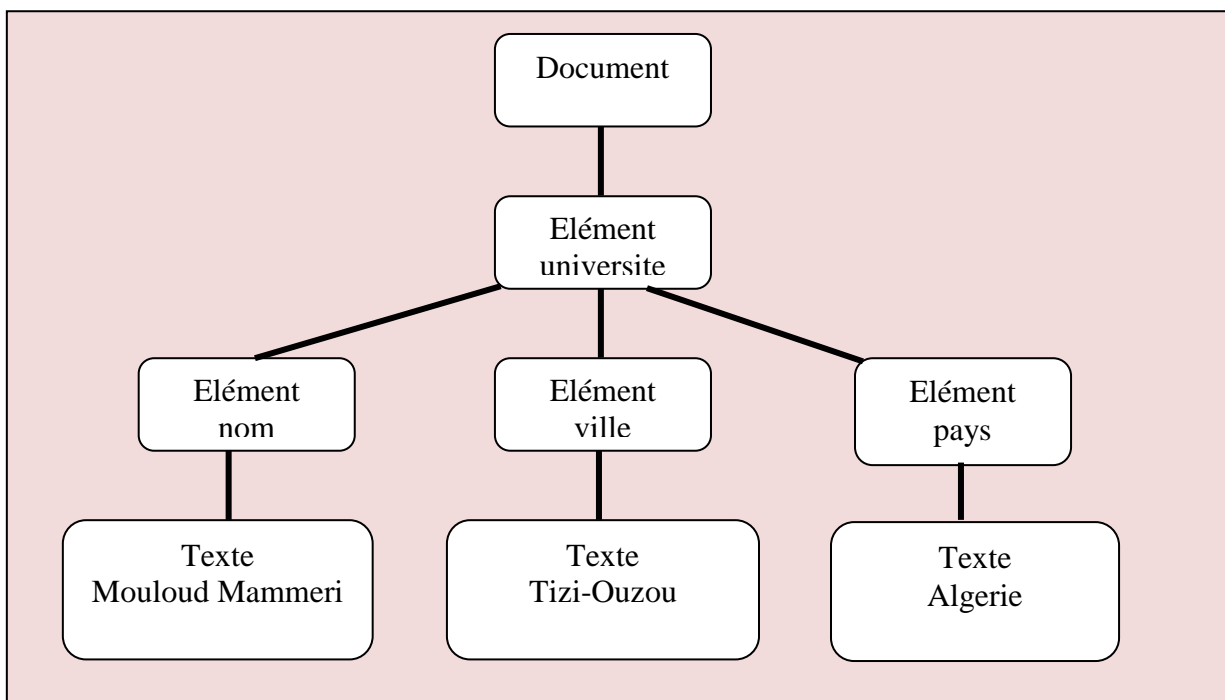 Document
Elément
universite
Elément
nom
Elément
ville
Elément
pays
Texte
Mouloud Mammeri
Texte
Tizi-Ouzou
Texte
Algerie